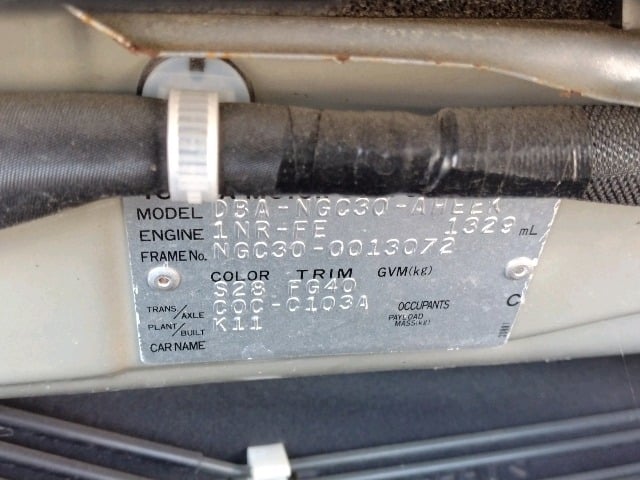 MODEL DBA-NGC30-AHEEK
ENGINE 1NR-FE 1329 mL
FRAME No. NGC30-0013072
COLOR TRIM GVM(kg)
S28 FG40
TRANS/AXLE C0C-C103A OCCUPANTS C
PLANT/BUILT K11 PAYLOAD MASS(kg)
CAR NAME